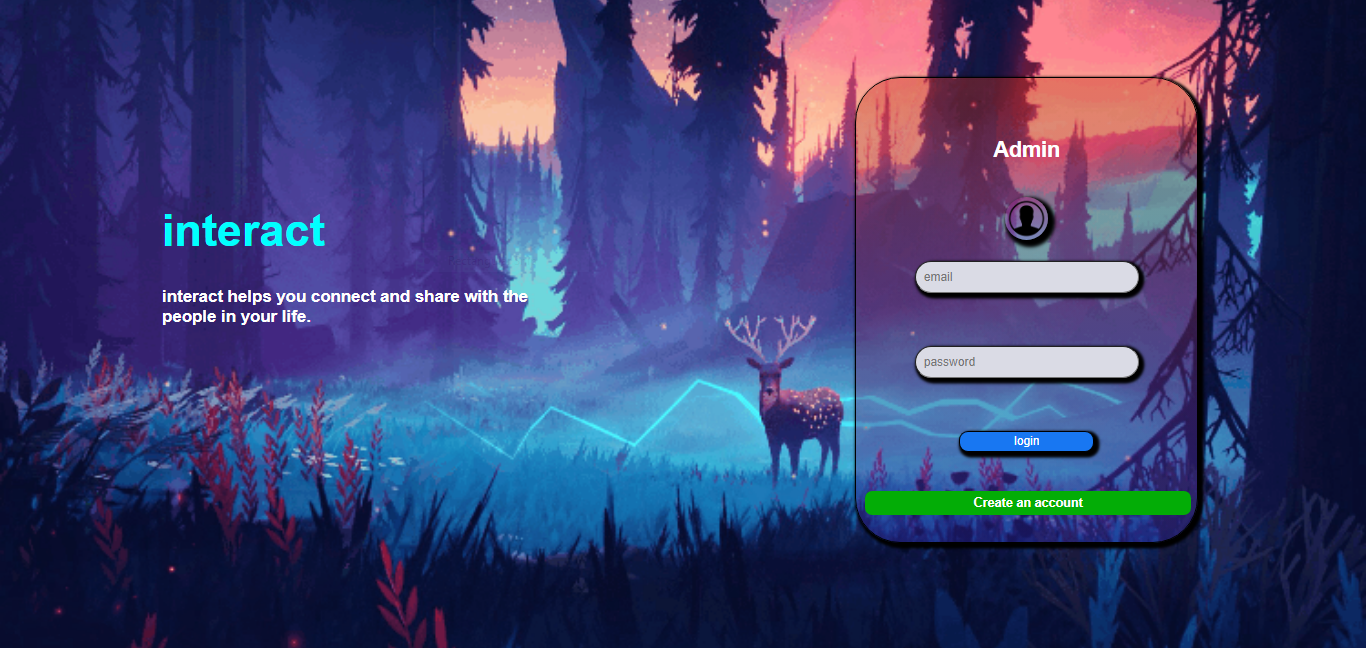 interact
interact helps you connect and share with the
people in your life.
Admin
email
password
login
Create an account